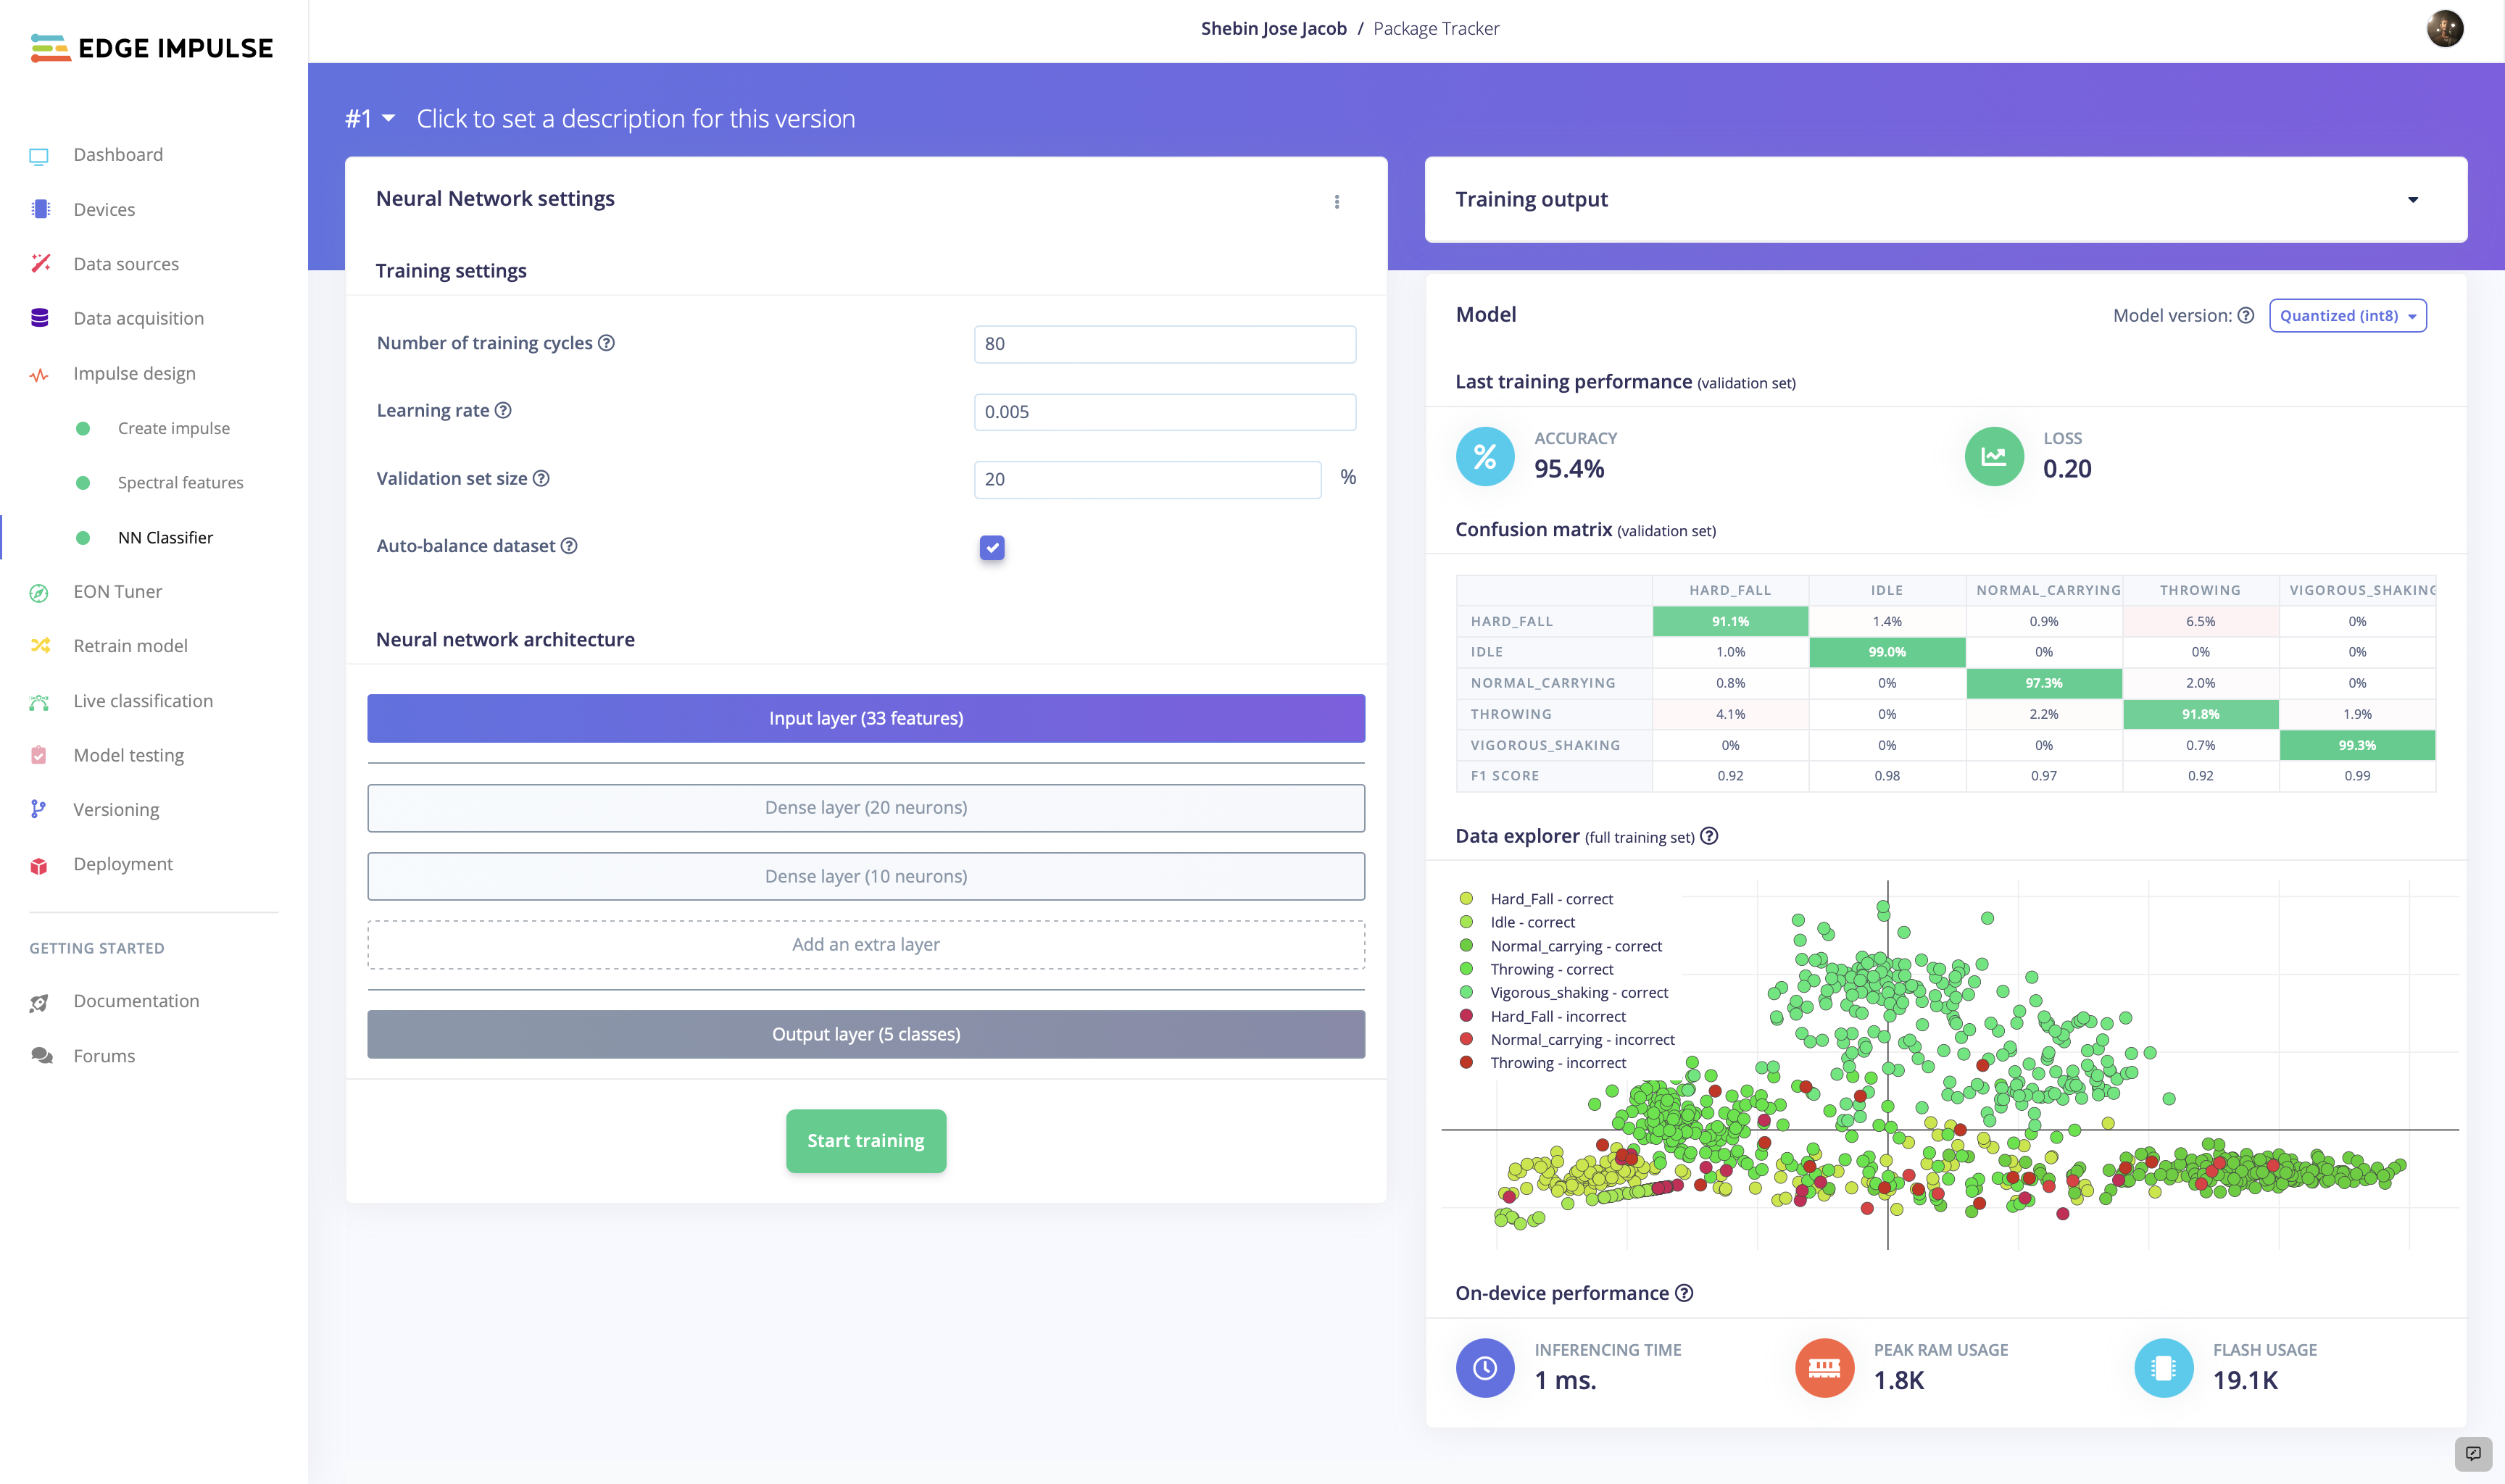 EDGE IMPULSE
Shebin Jose Jacob / Package Tracker
Dashboard
Devices
Data sources
Data acquisition
Impulse design
Create impulse
Spectral features
NN Classifier
EON Tuner
Retrain model
Live classification
Model testing
Versioning
Deployment
GETTING STARTED
Documentation
Forums
#1 Click to set a description for this version
Neural Network settings
Training settings
Number of training cycles ? 80
Learning rate ? 0.005
Validation set size ? 20 %
Auto-balance dataset ?
Neural network architecture
Input layer (33 features)
Dense layer (20 neurons)
Dense layer (10 neurons)
Add an extra layer
Output layer (5 classes)
Start training
Training output
Model
Model version: ? Quantized (int8)
Last training performance (validation set)
% ACCURACY
95.4%
LOSS
0.20
Confusion matrix (validation set)
HARD_FALL IDLE NORMAL_CARRYING THROWING VIGOROUS_SHAKING
HARD_FALL 91.1% 1.4% 0.9% 6.5% 0%
IDLE 1.0% 99.0% 0% 0% 0%
NORMAL_CARRYING 0.8% 0% 97.3% 2.0% 0%
THROWING 4.1% 0% 2.2% 91.8% 1.9%
VIGOROUS_SHAKING 0% 0% 0% 0.7% 99.3%
F1 SCORE 0.92 0.98 0.97 0.92 0.99
Data explorer (full training set) ?
Hard_Fall - correct
Idle - correct
Normal_carrying - correct
Throwing - correct
Vigorous_shaking - correct
Hard_Fall - incorrect
Normal_carrying - incorrect
Throwing - incorrect
On-device performance ?
INFERENCING TIME
1 ms.
PEAK RAM USAGE
1.8K
FLASH USAGE
19.1K